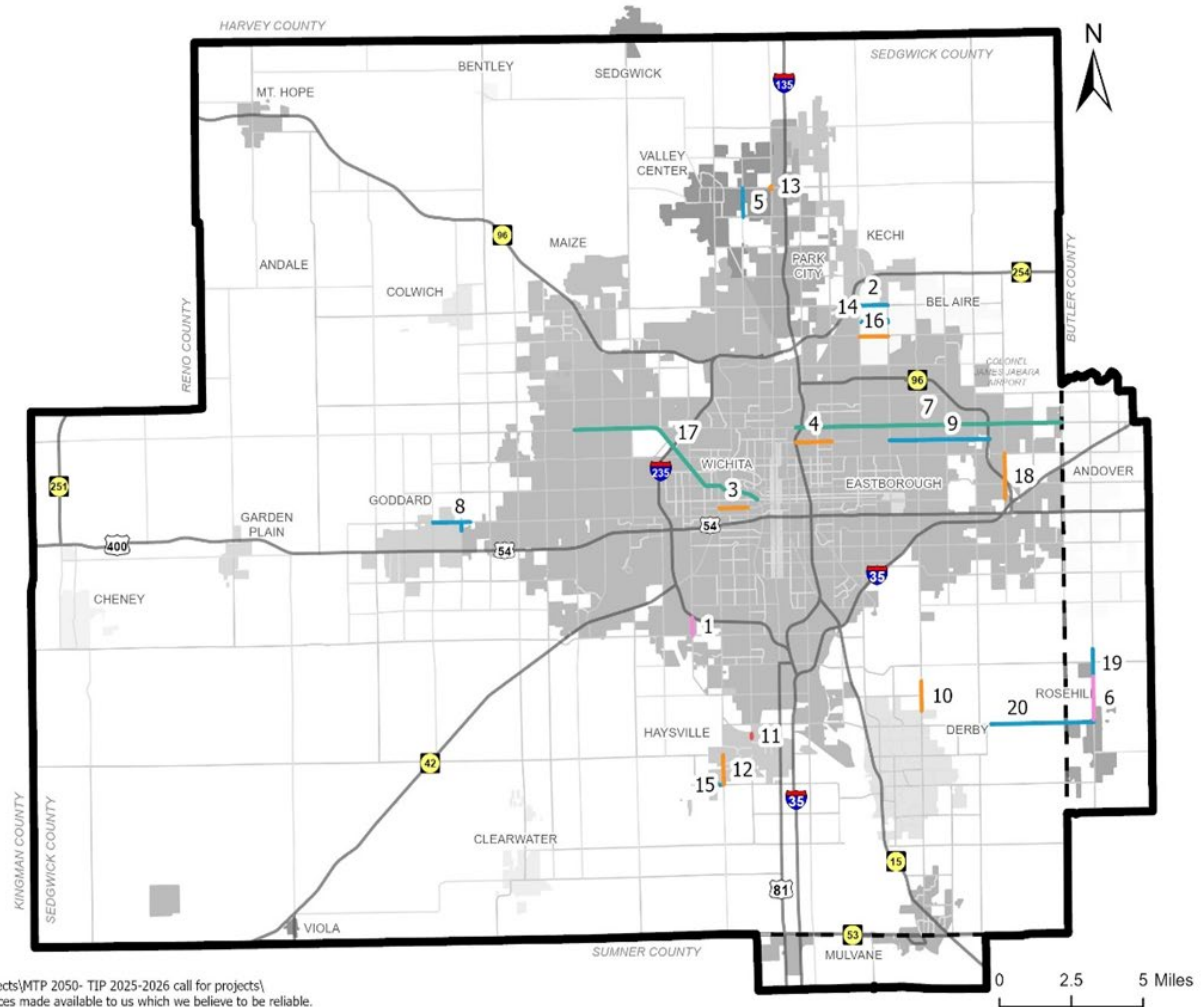 HARVEY COUNTY
SEDGWICK COUNTY
N
BENTLEY
SEDGWICK
135
MT. HOPE
VALLEY
CENTER
13
5
96
MAIZE
KECHI
ANDALE
PARK
CITY
254
BUTLER COUNTY
COLWICH
2
14
BEL AIRE
16
RENO COUNTY
COLONEL
JAMES JABARA
AIRPORT
96
7
4
9
17
WICHITA
235
18
ANDOVER
251
GODDARD
8
3
EASTBOROUGH
GARDEN
PLAIN
54
400
54
35
CHENEY
1
19
ROSEHILL
6
10
20
DERBY
HAYSVILLE
11
42
12
15
35
KINGMAN COUNTY
SEDGWICK COUNTY
CLEARWATER
15
81
VIOLA
53
MULVANE
SUMNER COUNTY
0 2.5 5 Miles
ects\MTP 2050- TIP 2025-2026 call for projects\
ces made available to us which we believe to be reliable.